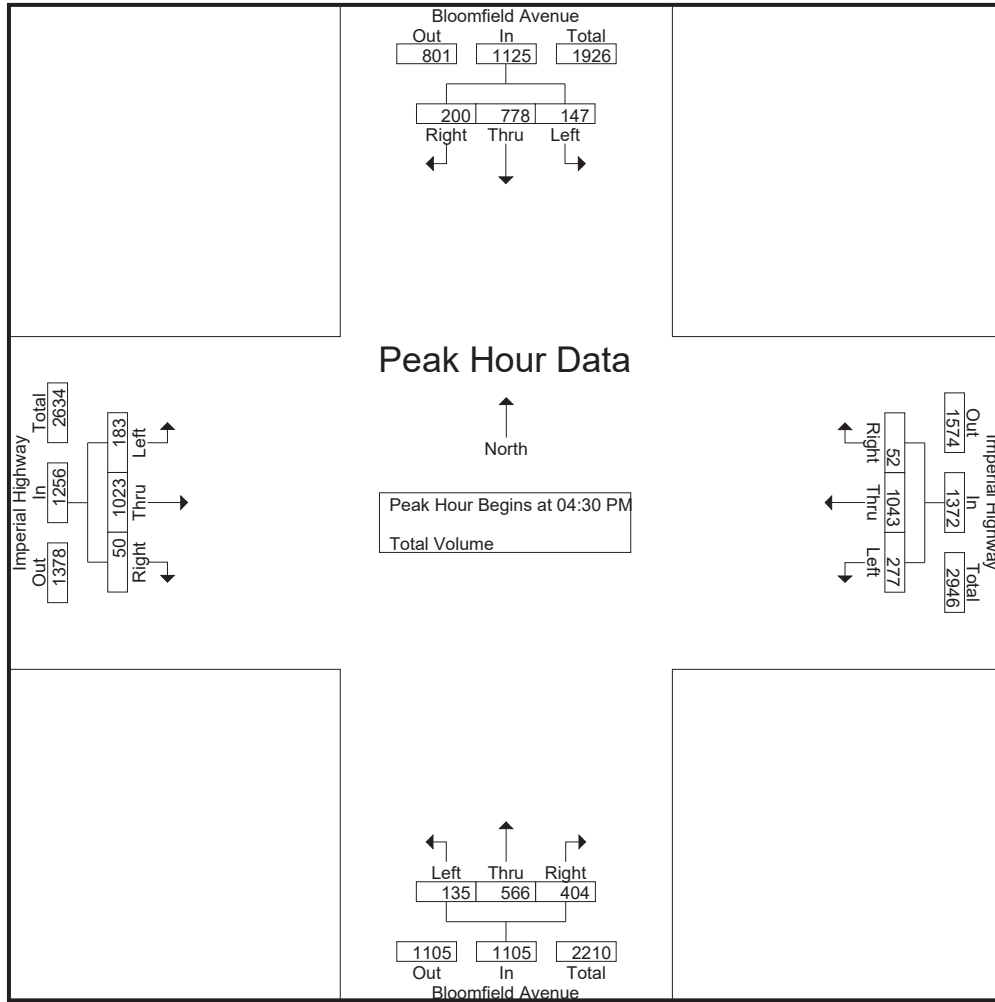 Bloomfield Avenue
Out In Total
801 1125 1926
200 778 147
Right Thru Left
Peak Hour Data
North
Peak Hour Begins at 04:30 PM
Total Volume
Imperial Highway
Total In Out
2634 1256 1378
183 1023 50
Left Thru Right
Imperial Highway
Out In Total
1574 1372 2946
52 1043 277
Right Thru Left
Left Thru Right
135 566 404
1105 1105 2210
Out In Total
Bloomfield Avenue